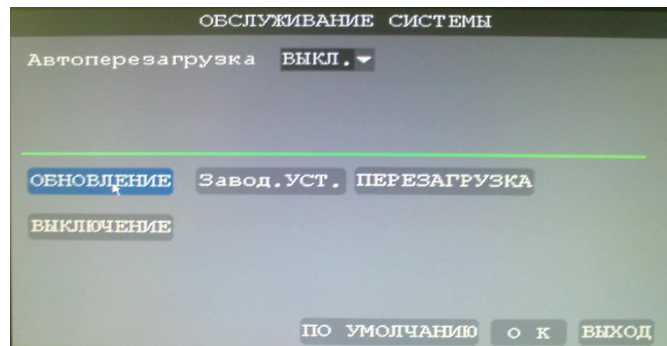 ОБСЛУЖИВАНИЕ СИСТЕМЫ
Автоперезагрузка ВЫКЛ.
ОБНОВЛЕНИЕ Завод.УСТ. ПЕРЕЗАГРУЗКА
ВЫКЛЮЧЕНИЕ
ПО УМОЛЧАНИЮ О К ВЫХОД